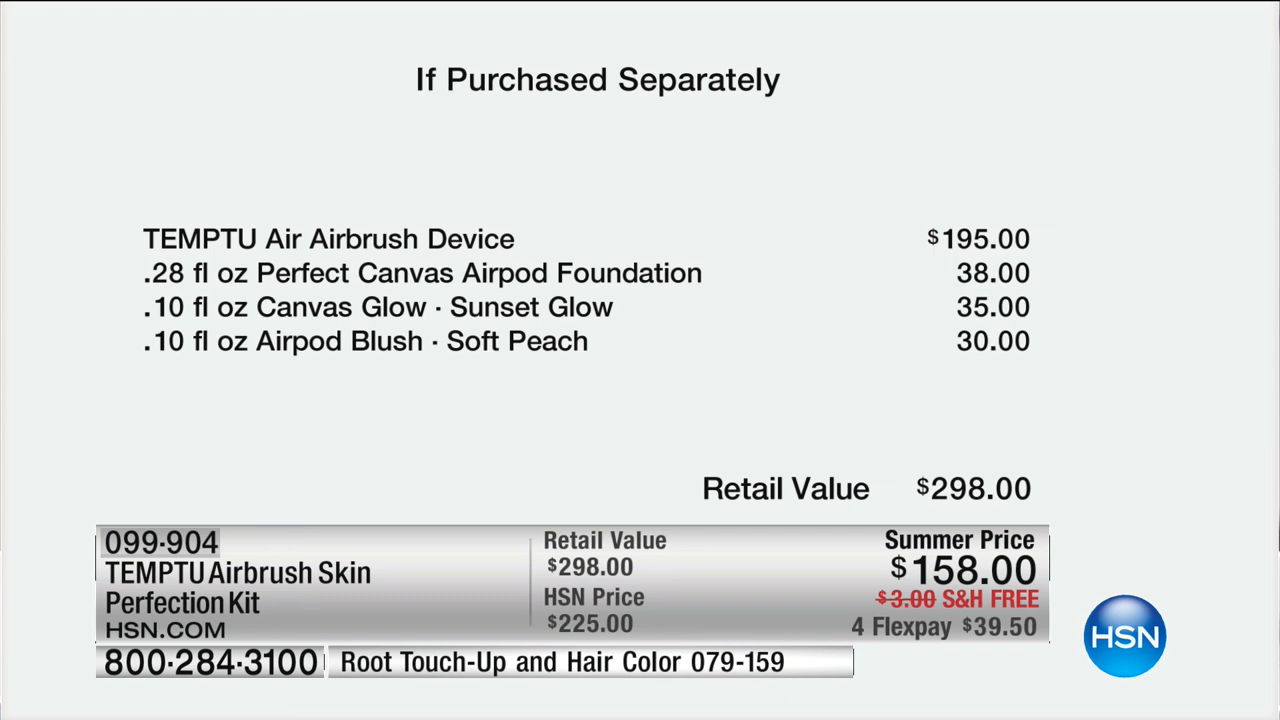 If Purchased Separately
TEMPTU Air Airbrush Device $195.00
.28 fl oz Perfect Canvas Airpod Foundation 38.00
.10 fl oz Canvas Glow · Sunset Glow 35.00
.10 fl oz Airpod Blush · Soft Peach 30.00
Retail Value $298.00
099·904
TEMPTU Airbrush Skin
Perfection Kit
HSN.COM
Retail Value
$298.00
HSN Price
$225.00
Summer Price
$158.00
$3.00 S&H FREE
4 Flexpay $39.50
HSN
800·284·3100
Root Touch-Up and Hair Color 079-159